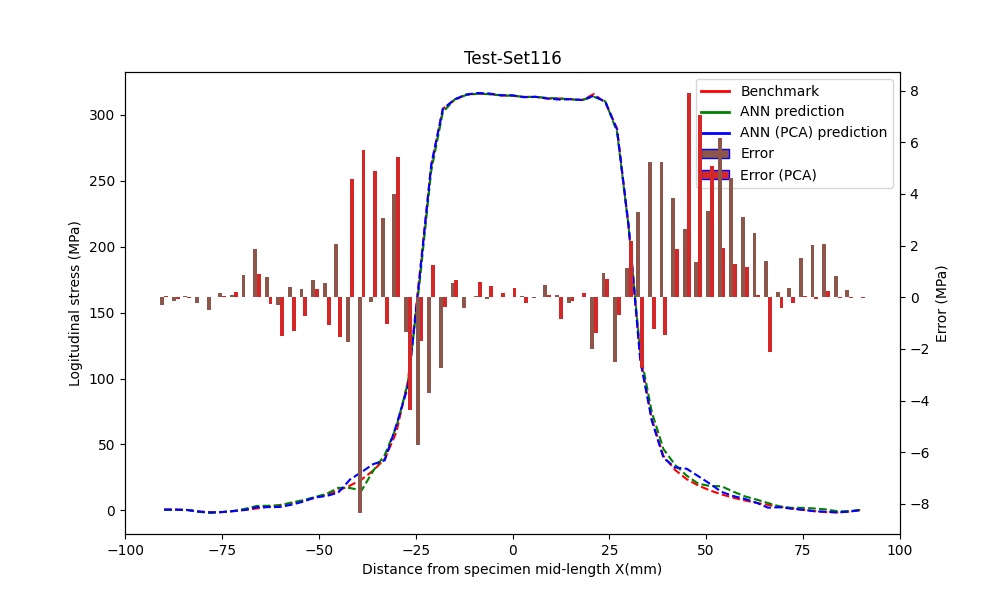 Test-Set116
Benchmark
ANN prediction
ANN (PCA) prediction
Error
Error (PCA)
Logitudinal stress (MPa)
300
250
200
150
100
50
0
8
6
4
2
0
−2
−4
−6
−8
Error (MPa)
−100 −75 −50 −25 0 25 50 75 100
Distance from specimen mid-length X(mm)